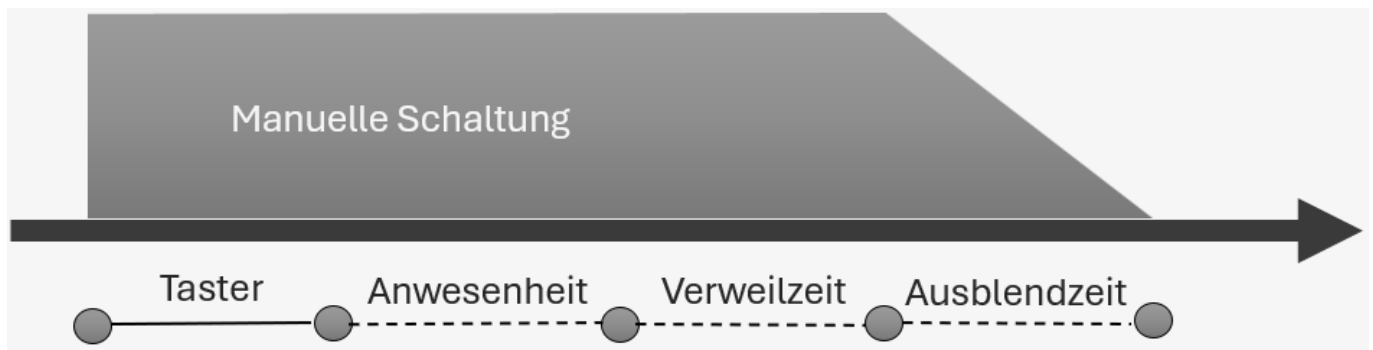 Manuelle Schaltung
Taster
Anwesenheit
Verweilzeit
Ausblendzeit